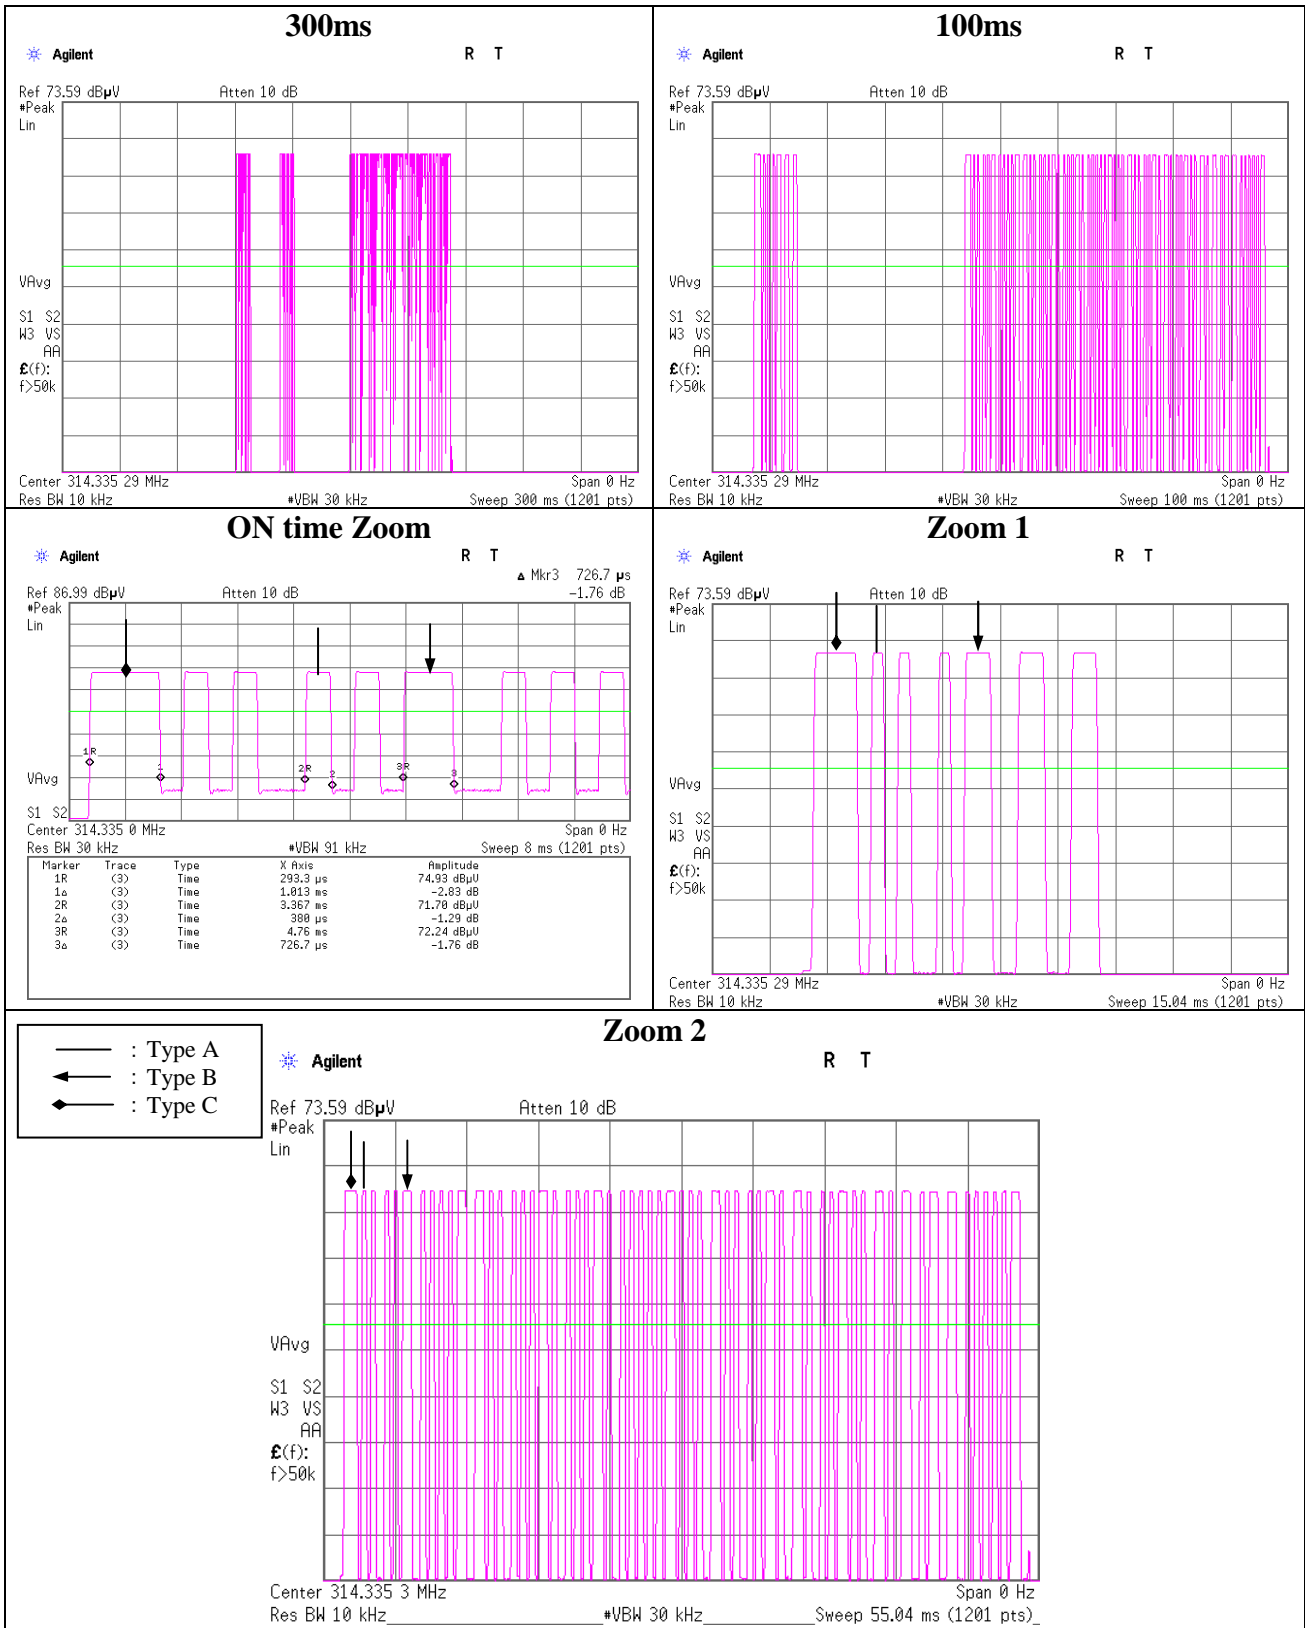 300ms
Agilent
R T
Ref 73.59 dBµV Atten 10 dB
#Peak
Lin
VAvg
S1 S2
W3 VS
AA
£(f):
f>50k
Center 314.335 29 MHz Span 0 Hz
Res BW 10 kHz #VBW 30 kHz Sweep 300 ms (1201 pts)
100ms
Agilent
R T
Ref 73.59 dBµV Atten 10 dB
#Peak
Lin
VAvg
S1 S2
W3 VS
AA
£(f):
f>50k
Center 314.335 29 MHz Span 0 Hz
Res BW 10 kHz #VBW 30 kHz Sweep 100 ms (1201 pts)
ON time Zoom
Agilent
R T
Δ Mkr3 726.7 µs
Ref 86.99 dBµV Atten 10 dB -1.76 dB
#Peak
Lin
1R 1 2R 2 3R 3
VAvg
S1 S2
Center 314.335 0 MHz Span 0 Hz
Res BW 30 kHz #VBW 91 kHz Sweep 8 ms (1201 pts)
Marker Trace Type X Axis Amplitude
1R (3) Time 293.3 µs 74.93 dBµV
1Δ (3) Time 1.013 ms -2.83 dB
2R (3) Time 3.367 ms 71.70 dBµV
2Δ (3) Time 380 µs -1.29 dB
3R (3) Time 4.76 ms 72.24 dBµV
3Δ (3) Time 726.7 µs -1.76 dB
Zoom 1
Agilent
R T
Ref 73.59 dBµV Atten 10 dB
#Peak
Lin
VAvg
S1 S2
W3 VS
AA
£(f):
f>50k
Center 314.335 29 MHz Span 0 Hz
Res BW 10 kHz #VBW 30 kHz Sweep 15.04 ms (1201 pts)
: Type A
: Type B
: Type C
Zoom 2
Agilent
R T
Ref 73.59 dBµV Atten 10 dB
#Peak
Lin
VAvg
S1 S2
W3 VS
AA
£(f):
f>50k
Center 314.335 3 MHz Span 0 Hz
Res BW 10 kHz #VBW 30 kHz Sweep 55.04 ms (1201 pts)